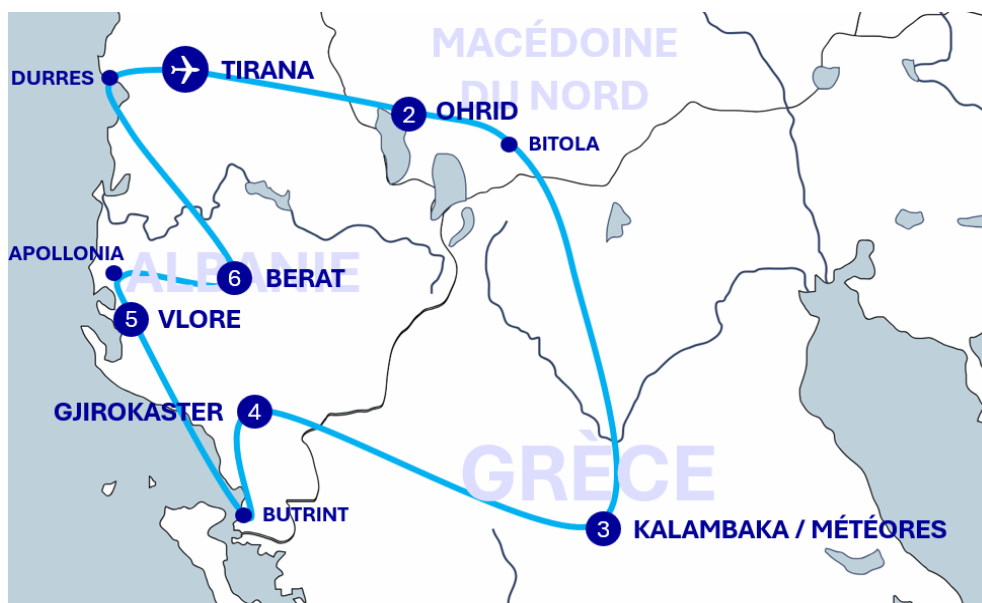 MACÉDOINE
DU NORD
DURRES
TIRANA
2
OHRID
BITOLA
APOLLONIA
ALBANIE
6
BERAT
5
VLORE
GJIROKASTER
4
GRÈCE
BUTRINT
3
KALAMBAKA / MÉTÉORES